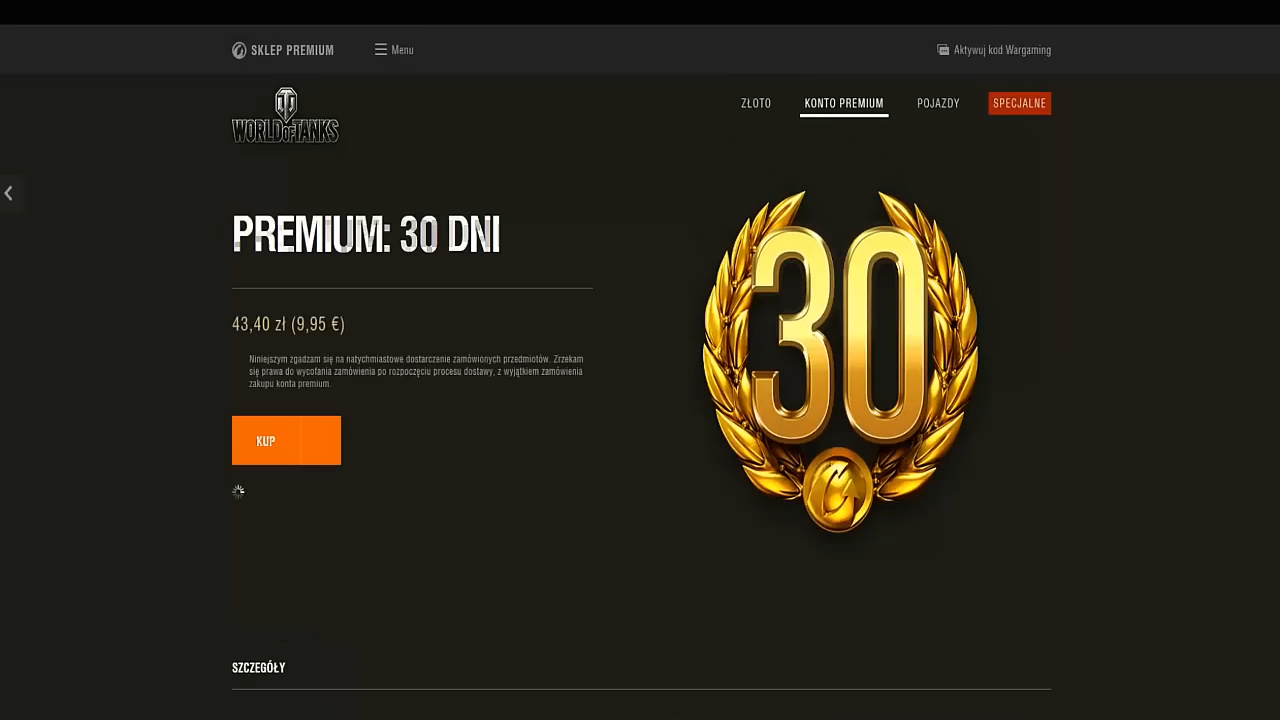 SKLEP PREMIUM
Menu
Aktywuj kod Wargaming
WORLD OF TANKS
ZŁOTO
KONTO PREMIUM
POJAZDY
SPECJALNE
PREMIUM: 30 DNI
43,40 zł (9,95 €)
Niniejszym zgadzam się na natychmiastowe dostarczenie zamówionych przedmiotów. Zrzekam
się prawa do wycofania zamówienia po rozpoczęciu procesu dostawy, z wyjątkiem zamówienia
zakupu konta premium.
KUP
30
SZCZEGÓŁY